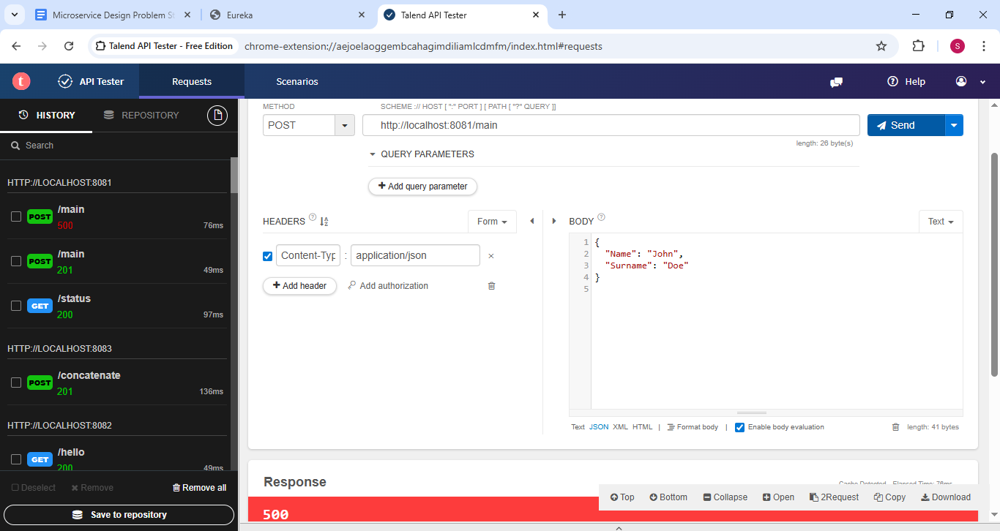 Microservice Design Problem St
Eureka
Talend API Tester
Talend API Tester - Free Edition
chrome-extension://aejoelaoggembcahagimdiliamlcdmfm/index.html#requests
S
t
API Tester
Requests
Scenarios
Help
HISTORY
REPOSITORY
Search
HTTP://LOCALHOST:8081
POST
/main
500
76ms
POST
/main
201
49ms
GET
/status
200
97ms
HTTP://LOCALHOST:8083
POST
/concatenate
201
136ms
HTTP://LOCALHOST:8082
GET
/hello
200
49ms
Deselect
Remove
Remove all
Save to repository
METHOD
SCHEME :// HOST [ ":" PORT ] [ PATH [ "?" QUERY ]]
POST
http://localhost:8081/main
Send
length: 26 byte(s)
QUERY PARAMETERS
Add query parameter
HEADERS
Form
Content-Typ
:
application/json
Add header
Add authorization
BODY
Text
1 {
2 "Name": "John",
3 "Surname": "Doe"
4 }
5
Text JSON XML HTML | Format body | Enable body evaluation
length: 41 bytes
Response
Cache Detected - Elapsed Time: 76ms
Top
Bottom
Collapse
Open
2Request
Copy
Download
500